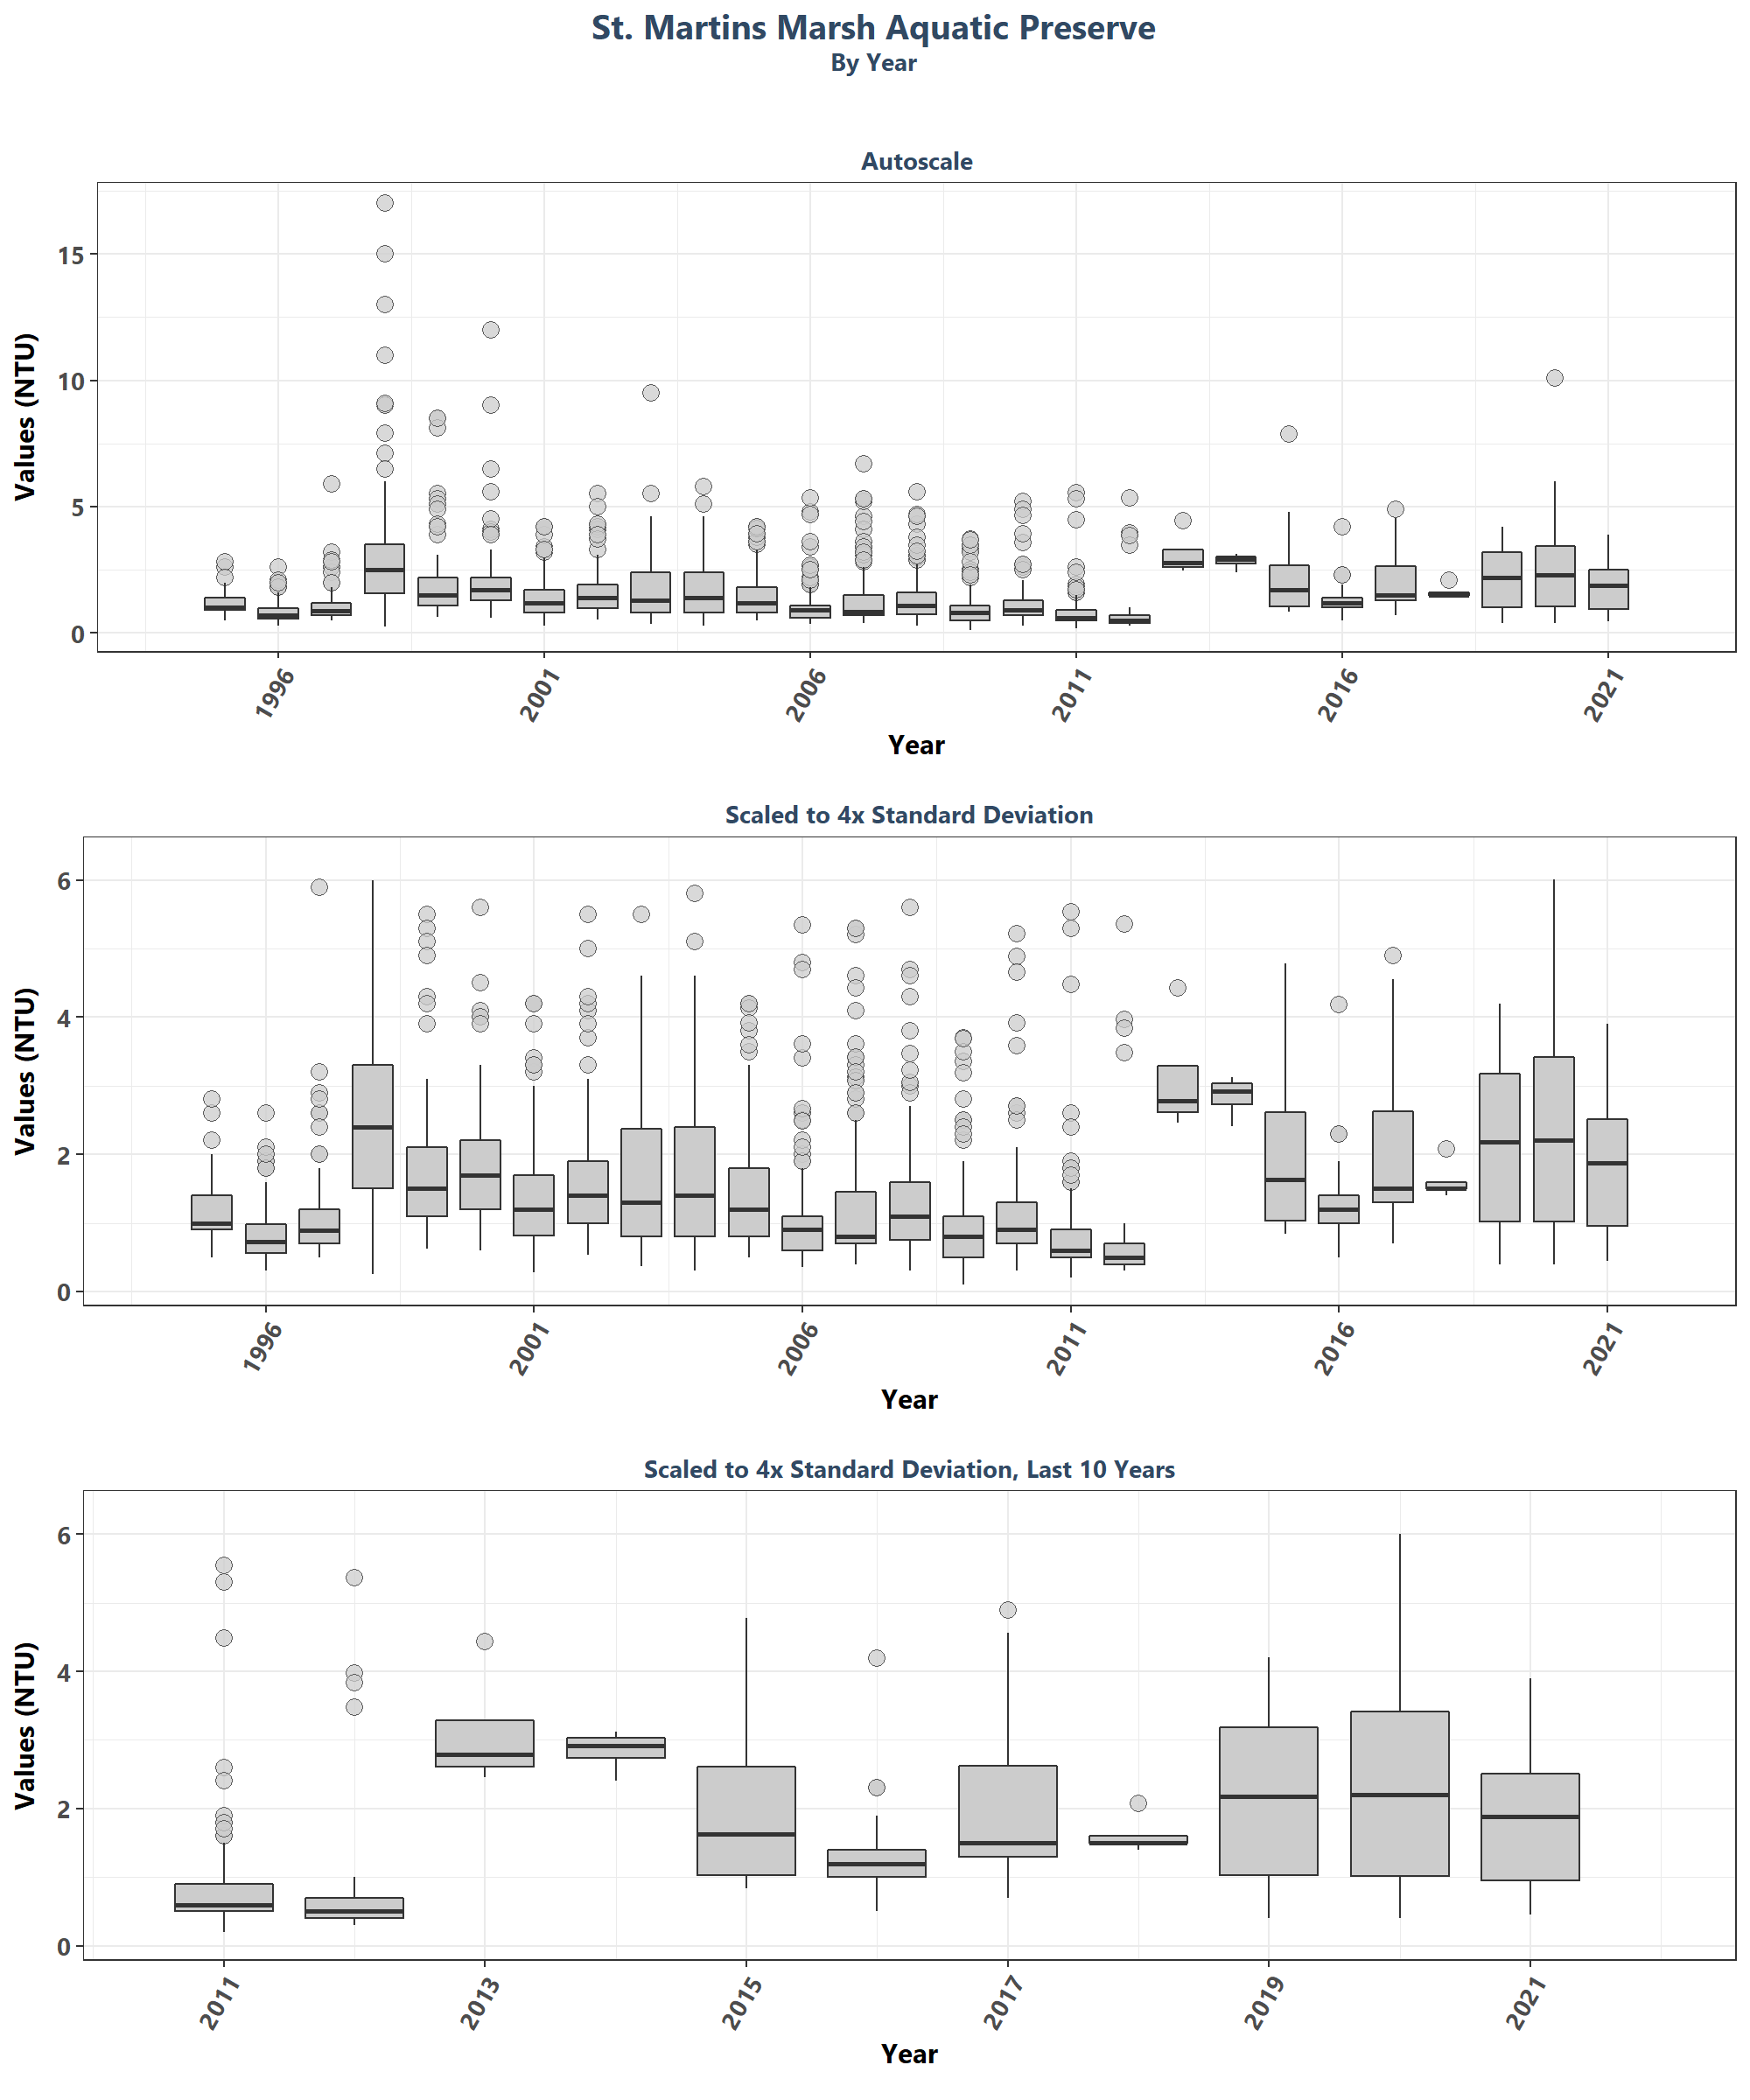 St. Martins Marsh Aquatic Preserve
By Year
Autoscale
Values (NTU)
15
10
5
0
1996
2001
2006
2011
2016
2021
Year
Scaled to 4x Standard Deviation
Values (NTU)
6
4
2
0
1996
2001
2006
2011
2016
2021
Year
Scaled to 4x Standard Deviation, Last 10 Years
Values (NTU)
6
4
2
0
2011
2013
2015
2017
2019
2021
Year